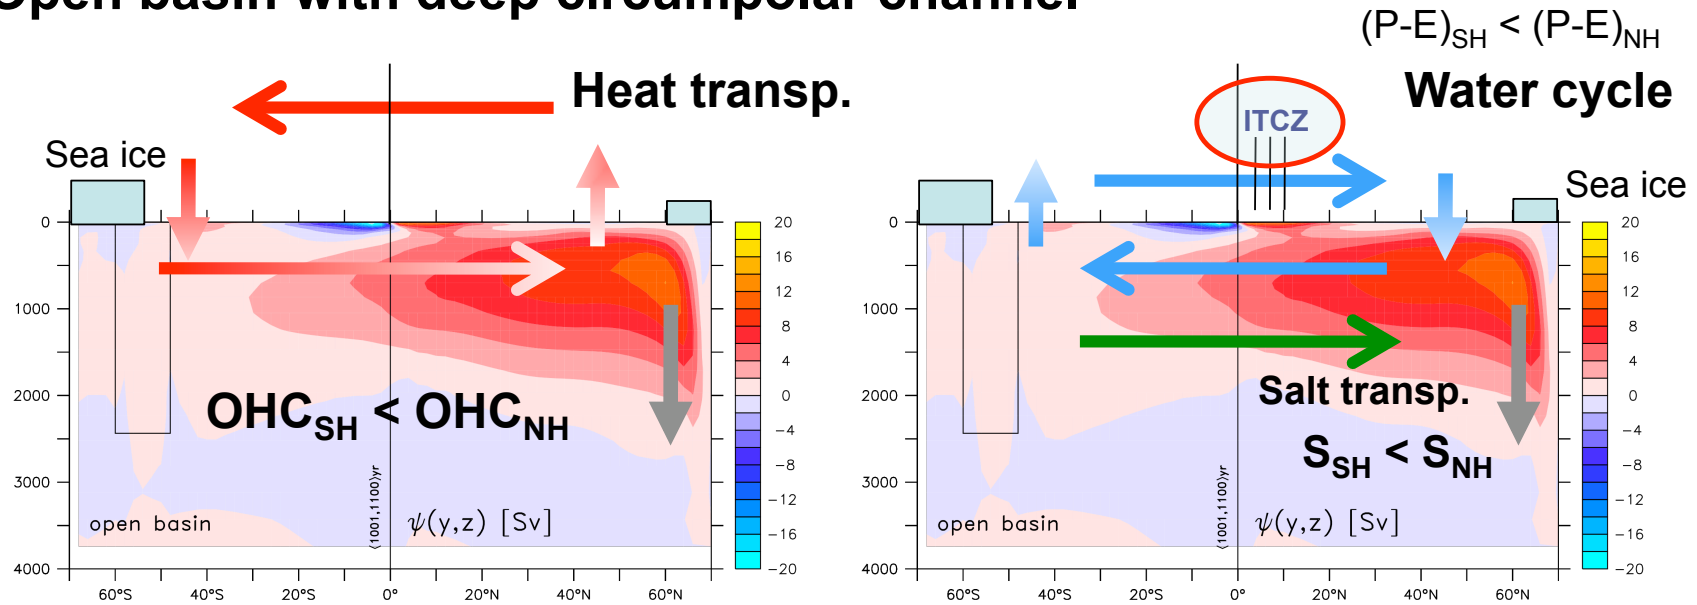 Open basin with deep circumpolar channel
(P-E)SH < (P-E)NH
Heat transp.
Water cycle
ITCZ
Sea ice
Sea ice
0
1000
2000
3000
4000
60°S
40°S
20°S
0°
20°N
40°N
60°N
OHCSH < OHCNH
open basin
⟨1001,1100⟩yr
ψ(y,z) [Sv]
20
16
12
8
4
0
−4
−8
−12
−16
−20
0
1000
2000
3000
4000
60°S
40°S
20°S
0°
20°N
40°N
60°N
Salt transp.
SSH < SNH
open basin
⟨1001,1100⟩yr
ψ(y,z) [Sv]
20
16
12
8
4
0
−4
−8
−12
−16
−20